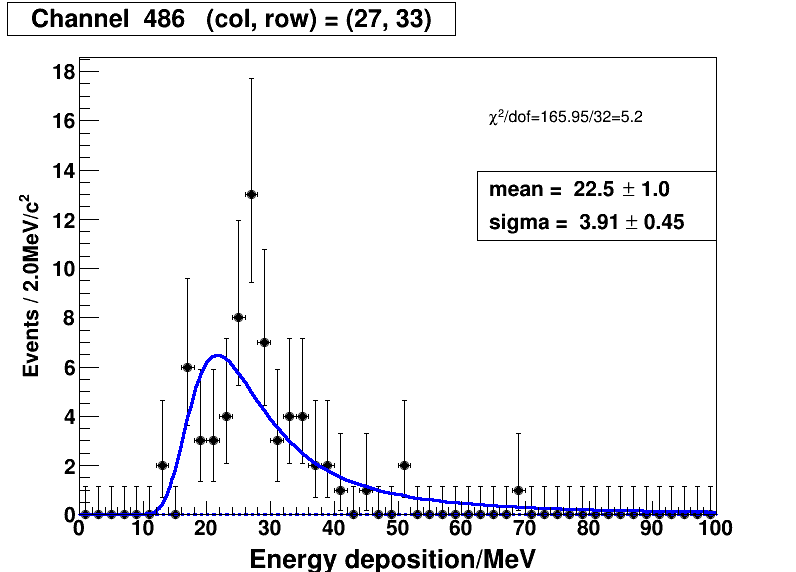 Channel 486 (col, row) = (27, 33)
χ²/dof=165.95/32=5.2
mean = 22.5 ± 1.0
sigma = 3.91 ± 0.45
Events / 2.0MeV/c²
18
16
14
12
10
8
6
4
2
0
0 10 20 30 40 50 60 70 80 90 100
Energy deposition/MeV